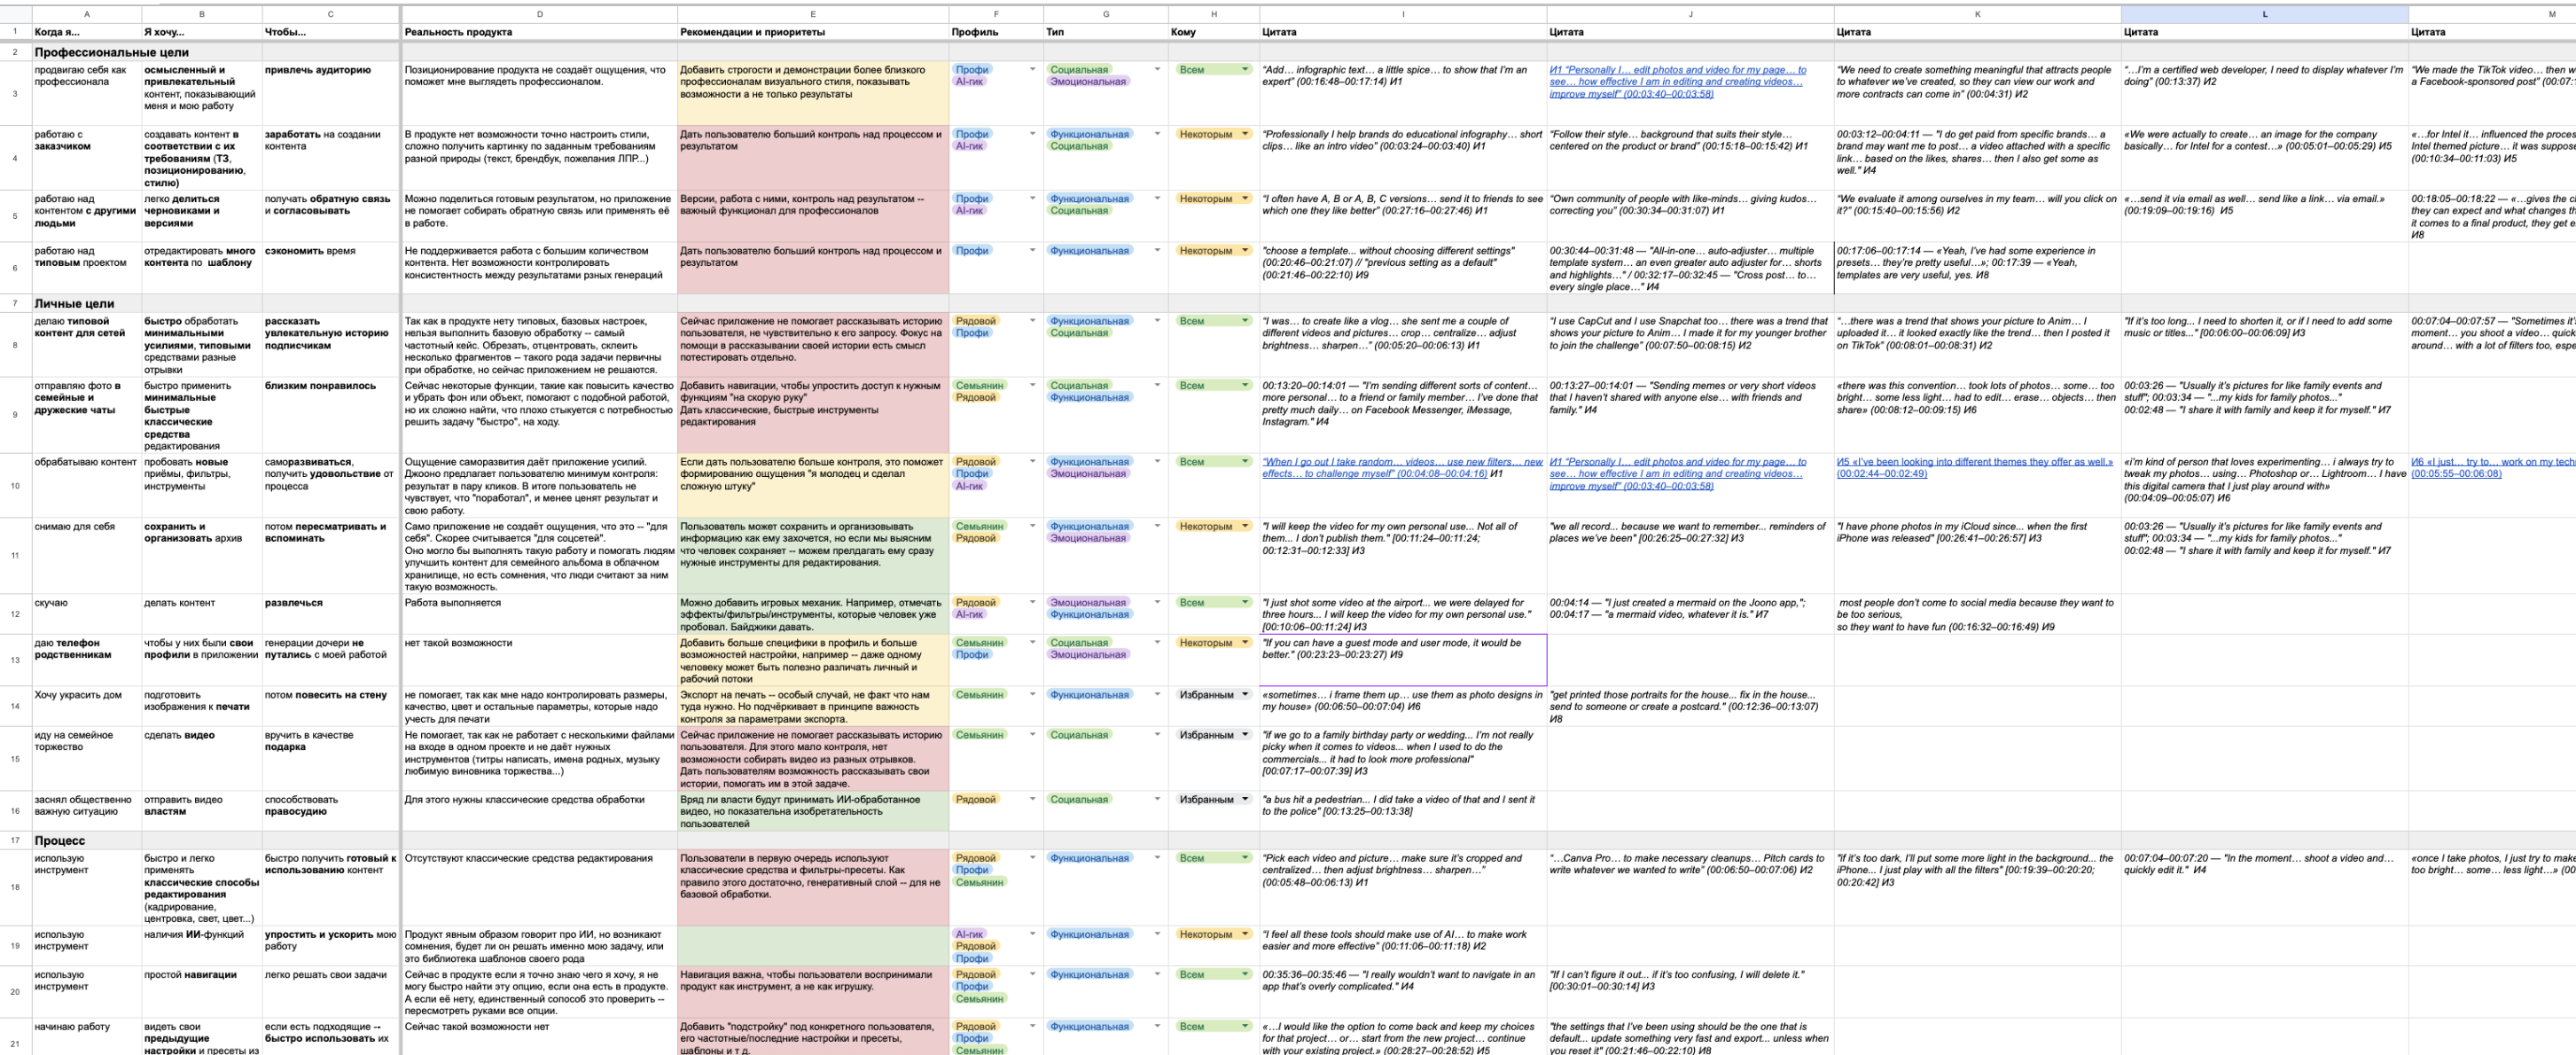 A B C D E F G H I J K L M
1 Когда я... Я хочу... Чтобы... Реальность продукта Рекомендации и приоритеты Профиль Тип Кому Цитата Цитата Цитата Цитата Цитата
2 Профессиональные цели
3
продвигаю себя как
профессионала
осмысленный и
привлекательный
контент, показывающий
меня и мою работу
привлечь аудиторию
Позиционирование продукта не создаёт ощущения, что
поможет мне выглядеть профессионалом.
Добавить строгости и демонстрации более близкого
профессионалам визуального стиля, показывать
возможности а не только результаты
Профи
AI-гик
Социальная
Эмоциональная
Всем
"Add… infographic text… a little spice… to show that I'm an
expert" (00:16:48–00:17:14) И1
И1 "Personally I… edit photos and video for my page… to
see… how effective I am in editing and creating videos…
improve myself" (00:03:40–00:03:58)
"We need to create something meaningful that attracts people
to whatever we've created, so they can view our work and
more contracts can come in" (00:04:31) И2
"…I'm a certified web developer, I need to display whatever I'm
doing" (00:13:37) И2
"We made the TikTok video… then w
a Facebook-sponsored post" (00:07:
4
работаю с
заказчиком
создавать контент в
соответствии с их
требованиям (ТЗ,
позиционированию,
стилю)
заработать на создании
контента
В продукте нет возможности точно настроить стили,
сложно получить картинку по заданным требованиям
разной природы (текст, брендбук, пожелания ЛПР...)
Дать пользователю больший контроль над процессом и
результатом
Профи
AI-гик
Функциональная
Социальная
Некоторым
"Professionally I help brands do educational infography… short
clips… like an intro video" (00:03:24–00:03:40) И1
"Follow their style… background that suits their style…
centered on the product or brand" (00:15:18–00:15:42) И1
00:03:12–00:04:11 — "I do get paid from specific brands… a
brand may want me to post… a video attached with a specific
link… based on the likes, shares… then I also get some as
well." И4
«We were actually to create… an image for the company
basically… for Intel for a contest…» (00:05:01–00:05:29) И5
«…for Intel it… influenced the proces
Intel themed picture… it was suppose
(00:10:34–00:11:03) И5
5
работаю над
контентом с другими
людьми
легко делиться
черновиками и
версиями
получать обратную связь
и согласовывать
Можно поделиться готовым результатом, но приложение
не помогает собирать обратную связь или применять её
в работе.
Версии, работа с ними, контроль над результатом --
важный функционал для профессионалов
Профи
AI-гик
Функциональная
Социальная
Некоторым
"I often have A, B or A, B, C versions… send it to friends to see
which one they like better" (00:27:16–00:27:46) И1
"Own community of people with like-minds… giving kudos…
correcting you" (00:30:34–00:31:07) И1
"We evaluate it among ourselves in my team… will you click on
it?" (00:15:40–00:15:56) И2
«…send it via email as well… send like a link… via email.»
(00:19:09–00:19:16) И5
00:18:05–00:18:22 — «…gives the cl
they can expect and what changes th
it comes to a final product, they get e
И8
6
работаю над
типовым проектом
отредактировать много
контента по шаблону
сэкономить время
Не поддерживается работа с большим количеством
контента. Нет возможности контролировать
консистентность между результатами рзных генераций
Дать пользователю больший контроль над процессом и
результатом
Профи
Функциональная
Некоторым
"choose a template... without choosing different settings"
(00:20:46–00:21:07) // "previous setting as a default"
(00:21:46–00:22:10) И9
00:30:44–00:31:48 — "All-in-one… auto-adjuster… multiple
template system… an even greater auto adjuster for… shorts
and highlights…" / 00:32:17–00:32:45 — "Cross post… to…
every single place…" И4
00:17:06–00:17:14 — «Yeah, I've had some experience in
presets… they're pretty useful…»; 00:17:39 — «Yeah,
templates are very useful, yes. И8
7 Личные цели
8
делаю типовой
контент для сетей
быстро обработать
минимальными
усилиях, типовыми
средствами разные
отрывки
рассказать
увлекательную историю
подписчикам
Так как в продукте нету типовых, базовых настроек,
нельзя выполнить базовую обработку -- самый
частотный кейс. Обрезать, отцентровать, склеить
несколько фрагментов -- такого рода задачи первичны
при обработке, но сейчас приложением не решаются.
Сейчас приложение не помогает рассказывать историю
пользователя, не чувствительно к его запросу. Фокус на
помощи в рассказывании своей истории есть смысл
потестировать отдельно.
Рядовой
Профи
Функциональная
Социальная
Всем
"I was… to create like a vlog… she sent me a couple of
different videos and pictures… crop… centralize… adjust
brightness… sharpen…" (00:05:20–00:06:13) И1
"I use CapCut and I use Snapchat too… there was a trend that
shows your picture to Anim… I made it for my younger brother
to join the challenge" (00:07:50–00:08:15) И2
"…there was a trend that shows your picture to Anim… I
uploaded it… it looked exactly like the trend… then I posted it
on TikTok" (00:08:01–00:08:31) И2
"If it's too long... I need to shorten it, or if I need to add some
music or titles..." [00:06:00–00:06:09] И3
00:07:04–00:07:57 — "Sometimes it'
moment… you shoot a video… quick
around… with a lot of filters too, espe
9
отправляю фото в
семейные и
дружеские чаты
быстро применить
минимальные
быстрые
классические
средства
редактирования
близким понравилось
Сейчас некоторые функции, такие как повысить качество
и убрать фон или объект, помогают с подобной работой,
но их сложно найти, что плохо стыкуется с потребностью
решить задачу "быстро", на ходу.
Добавить навигации, чтобы упростить доступ к нужным
функциям "на скорую руку"
Дать классические, быстрые инструменты
редактирования
Семьянин
Рядовой
Социальная
Функциональная
Всем
00:13:20–00:14:01 — "I'm sending different sorts of content…
more personal… to a friend or family member… I've done that
pretty much daily… on Facebook Messenger, iMessage,
Instagram." И4
00:13:27–00:14:01 — "Sending memes or very short videos
that I haven't shared with anyone else… with friends and
family." И4
«there was this convention… took lots of photos… some… too
bright… some less light… had to edit… erase… objects… then
share» (00:08:12–00:09:15) И6
00:03:26 — "Usually it's pictures for like family events and
stuff"; 00:03:34 — "...my kids for family photos..."
00:02:48 — "I share it with family and keep it for myself." И7
10
обрабатываю контент
пробовать новые
приёмы, фильтры,
инструменты
саморазвиваться,
получить удовольствие от
процесса
Ощущение саморазвития даёт приложение усилий.
Джооно предлагает пользователю минимум контроля:
результат в пару кликов. В итоге пользователь не
чувствует, что "поработал", и менее ценят результат и
свою работу.
Если дать пользователю больше контроля, это поможет
формированию ощущения "я молодец и сделал
сложную штуку"
Рядовой
Профи
AI-гик
Функциональная
Эмоциональная
Всем
"When I go out I take random… videos… use new filters… new
effects… to challenge myself" (00:04:08–00:04:16) И1
И1 "Personally I… edit photos and video for my page… to
see… how effective I am in editing and creating videos…
improve myself" (00:03:40–00:03:58)
И5 «I've been looking into different themes they offer as well.»
(00:02:44–00:02:49)
«i'm kind of person that loves experimenting… i always try to
tweak my photos… using… Photoshop or… Lightroom… I have
this digital camera that I just play around with»
(00:04:09–00:05:07) И6
И6 «I just… try to… work on my tech
(00:05:55–00:06:08)
11
снимаю для себя
сохранить и
организовать архив
потом пересматривать и
вспоминать
Само приложение не создаёт ощущения, что это -- "для
себя". Скорее считывается "для соцсетей".
Оно могло бы выполнять такую работу и помогать людям
улучшить контент для семейного альбома в облачном
хранилище, но есть сомнения, что люди считают за ним
такую возможность.
Пользователь может сохранить и организовывать
информацию как ему захочется, но если мы выясним
что человек сохраняет -- можем прелдагать ему сразу
нужные инструменты для редактирования.
Семьянин
Рядовой
Функциональная
Эмоциональная
Некоторым
"I will keep the video for my own personal use... Not all of
them... I don't publish them." [00:11:24–00:11:24;
00:12:31–00:12:33] И3
"we all record... because we want to remember... reminders of
places we've been" [00:26:25–00:27:32] И3
"I have phone photos in my iCloud since... when the first
iPhone was released" [00:26:41–00:26:57] И3
00:03:26 — "Usually it's pictures for like family events and
stuff"; 00:03:34 — "...my kids for family photos..."
00:02:48 — "I share it with family and keep it for myself." И7
12
скучаю
делать контент
развлечься
Работа выполняется
Можно добавить игровых механик. Например, отмечать
эффекты/фильтры/инструменты, которые человек уже
пробовал. Байджики давать.
Рядовой
AI-гик
Эмоциональная
Функциональная
Всем
"I just shot some video at the airport... we were delayed for
three hours... I will keep the video for my own personal use."
[00:10:06–00:11:24] И3
00:04:14 — "I just created a mermaid on the Joono app,";
00:04:17 — "a mermaid video, whatever it is." И7
most people don't come to social media because they want to
be too serious,
so they want to have fun (00:16:32–00:16:49) И9
13
даю телефон
родственникам
чтобы у них были свои
профили в приложении
генерации дочери не
путались с моей работой
нет такой возможности
Добавить больше специфики в профиль и больше
возможностей настройки, например -- даже одному
человеку может быть полезно различать личный и
рабочий потоки
Семьянин
Профи
Социальная
Эмоциональная
Некоторым
"If you can have a guest mode and user mode, it would be
better." (00:23:23–00:23:27) И9
14
Хочу украсить дом
подготовить
изображения к печати
потом повесить на стену
не помогает, так как мне надо контролировать размеры,
качество, цвет и остальные параметры, которые надо
учесть для печати
Экспорт на печать -- особый случай, не факт что нам
туда нужно. Но подчёркивает в принципе важность
контроля за параметрами экспорта.
Семьянин
Функциональная
Избранным
«sometimes… i frame them up… use them as photo designs in
my house» (00:06:50–00:07:04) И6
"get printed those portraits for the house... fix in the house...
send to someone or create a postcard." (00:12:36–00:13:07)
И8
15
иду на семейное
торжество
сделать видео
вручить в качестве
подарка
Не помогает, так как не работает с несколькими файлами
на входе в одном проекте и не даёт нужных
инструментов (титры написать, имена родных, музыку
любимую виновника торжества...)
Сейчас приложение не помогает рассказывать историю
пользователя. Для этого мало контроля, нет
возможности собирать видео из разных отрывков.
Дать пользователям возможность рассказывать свои
истории, помогать им в этой задаче.
Семьянин
Социальная
Избранным
"if we go to a family birthday party or wedding... I'm not really
picky when it comes to videos... when I used to do the
commercials... it had to look more professional"
[00:07:17–00:07:39] И3
16
заснял общественно
важную ситуацию
отправить видео
властям
способствовать
правосудию
Для этого нужны классические средства обработки
Вряд ли власти будут принимать ИИ-обработанное
видео, но показательна изобретательность
пользователей
Рядовой
Социальная
Избранным
"a bus hit a pedestrian... I did take a video of that and I sent it
to the police" [00:13:25–00:13:38]
17 Процесс
18
использую
инструмент
быстро и легко
применять
классические способы
редактирования
(кадрирование,
центровка, свет, цвет...)
быстро получить готовый к
использованию контент
Отсутствуют классические средства редактирования
Пользователи в первую очередь используют
классические средства и фильтры-пресеты. Как
правило этого достаточно, генеративный слой -- для не
базовой обработки.
Рядовой
Профи
Семьянин
Функциональная
Всем
"Pick each video and picture… make sure it's cropped and
centralized… then adjust brightness… sharpen…"
(00:05:48–00:06:13) И1
"…Canva Pro… to make necessary cleanups… Pitch cards to
write whatever we wanted to write" (00:06:50–00:07:06) И2
"if it's too dark, I'll put some more light in the background... the
iPhone... I just play with all the filters" [00:19:39–00:20:20;
00:20:42] И3
00:07:04–00:07:20 — "In the moment… shoot a video and…
quickly edit it." И4
«once I take photos, I just try to make
too bright… some… less light…» (00
19
использую
инструмент
наличия ИИ-функций
упростить и ускорить мою
работу
Продукт явным образом говорит про ИИ, но возникают
сомнения, будет ли он решать именно мою задачу, или
это библиотека шаблонов своего рода
AI-гик
Рядовой
Профи
Функциональная
Некоторым
"I feel all these tools should make use of AI… to make work
easier and more effective" (00:11:06–00:11:18) И2
20
использую
инструмент
простой навигации
легко решать свои задачи
Сейчас в продукте если я точно знаю чего я хочу, я не
могу быстро найти эту опцию, если она есть в продукте.
А если её нету, единственный сопособ это проверить --
пересмотреть руками все опции.
Навигация важна, чтобы пользователи воспринимали
продукт как инструмент, а не как игрушку.
Рядовой
Профи
Семьянин
Функциональная
Всем
00:35:36–00:35:46 — "I really wouldn't want to navigate in an
app that's overly complicated." И4
"If I can't figure it out... if it's too confusing, I will delete it."
[00:30:01–00:30:14] И3
21
начинаю работу
видеть свои
предыдущие
настройки и пресеты из
если есть подходящие --
быстро использовать их
Сейчас такой возможности нет
Добавить "подстройку" под конкретного пользователя,
его частотные/последние настройки и пресеты,
шаблоны и т д.
Рядовой
Профи
Семьянин
Функциональная
Всем
«…I would like the option to come back and keep my choices
for that project… or… start from the new project… continue
with your existing project.» (00:28:27–00:28:52) И5
"the settings that I've been using should be the one that is
default... update something very fast and export... unless when
you reset it" (00:21:46–00:22:10) И8